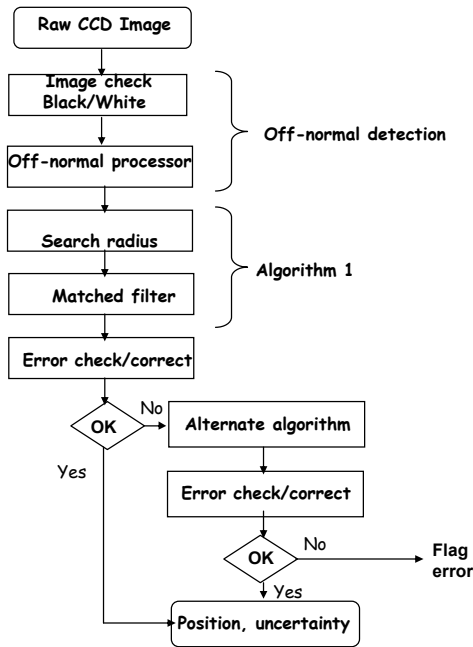 Raw CCD Image
Image check
Black/White
Off-normal detection
Off-normal processor
Search radius
Algorithm 1
Matched filter
Error check/correct
OK
No
Alternate algorithm
Yes
Error check/correct
OK
No
Flag
error
Yes
Position, uncertainty